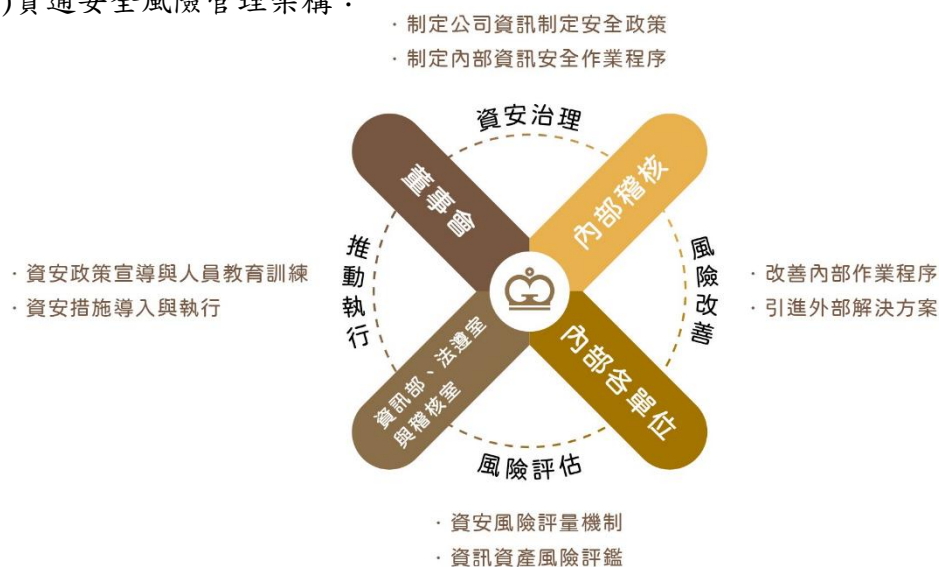 )資通安全風險管理架構：
· 制定公司資訊制定安全政策
· 制定內部資訊安全作業程序
資安治理
董事會
內部稽核
推動執行
· 資安政策宣導與人員教育訓練
· 資安措施導入與執行
風險改善
· 改善內部作業程序
· 引進外部解決方案
資訊部、法遵室
與稽核室
內部各單位
風險評估
· 資安風險評量機制
· 資訊資產風險評鑑